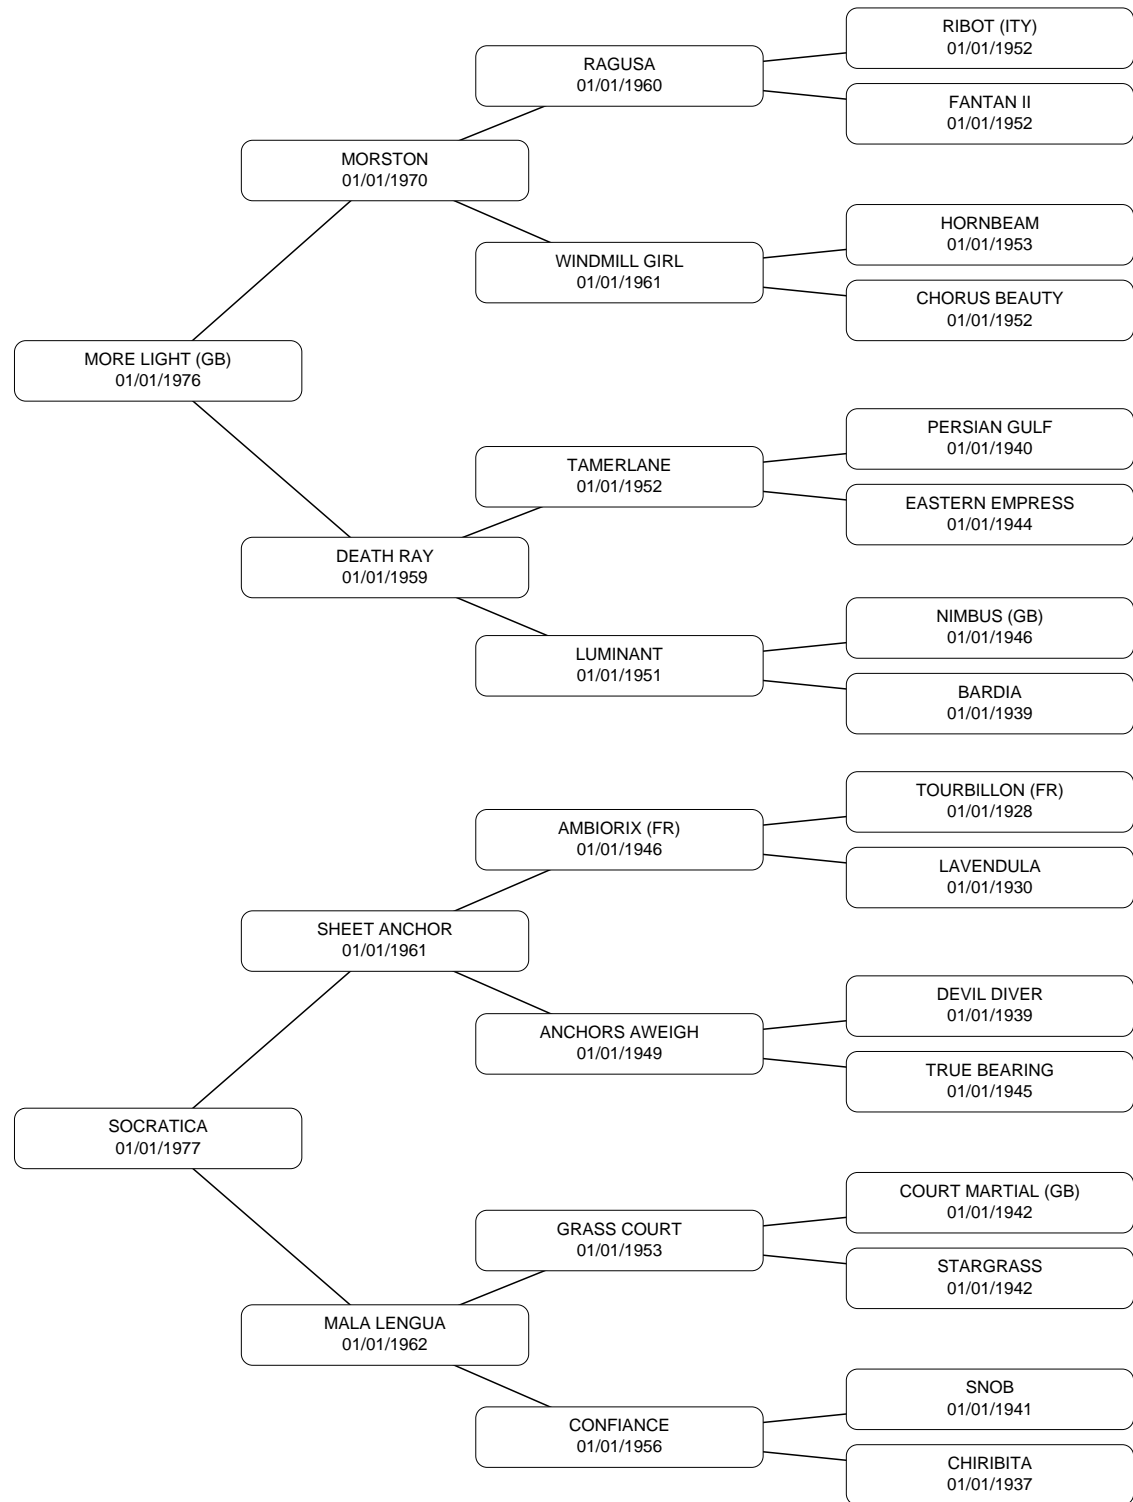 RIBOT (ITY)
01/01/1952
RAGUSA
01/01/1960
FANTAN II
01/01/1952
MORSTON
01/01/1970
HORNBEAM
01/01/1953
WINDMILL GIRL
01/01/1961
CHORUS BEAUTY
01/01/1952
MORE LIGHT (GB)
01/01/1976
PERSIAN GULF
01/01/1940
TAMERLANE
01/01/1952
EASTERN EMPRESS
01/01/1944
DEATH RAY
01/01/1959
NIMBUS (GB)
01/01/1946
LUMINANT
01/01/1951
BARDIA
01/01/1939
TOURBILLON (FR)
01/01/1928
AMBIORIX (FR)
01/01/1946
LAVENDULA
01/01/1930
SHEET ANCHOR
01/01/1961
DEVIL DIVER
01/01/1939
ANCHORS AWEIGH
01/01/1949
TRUE BEARING
01/01/1945
SOCRATICA
01/01/1977
COURT MARTIAL (GB)
01/01/1942
GRASS COURT
01/01/1953
STARGRASS
01/01/1942
MALA LENGUA
01/01/1962
SNOB
01/01/1941
CONFIANCE
01/01/1956
CHIRIBITA
01/01/1937